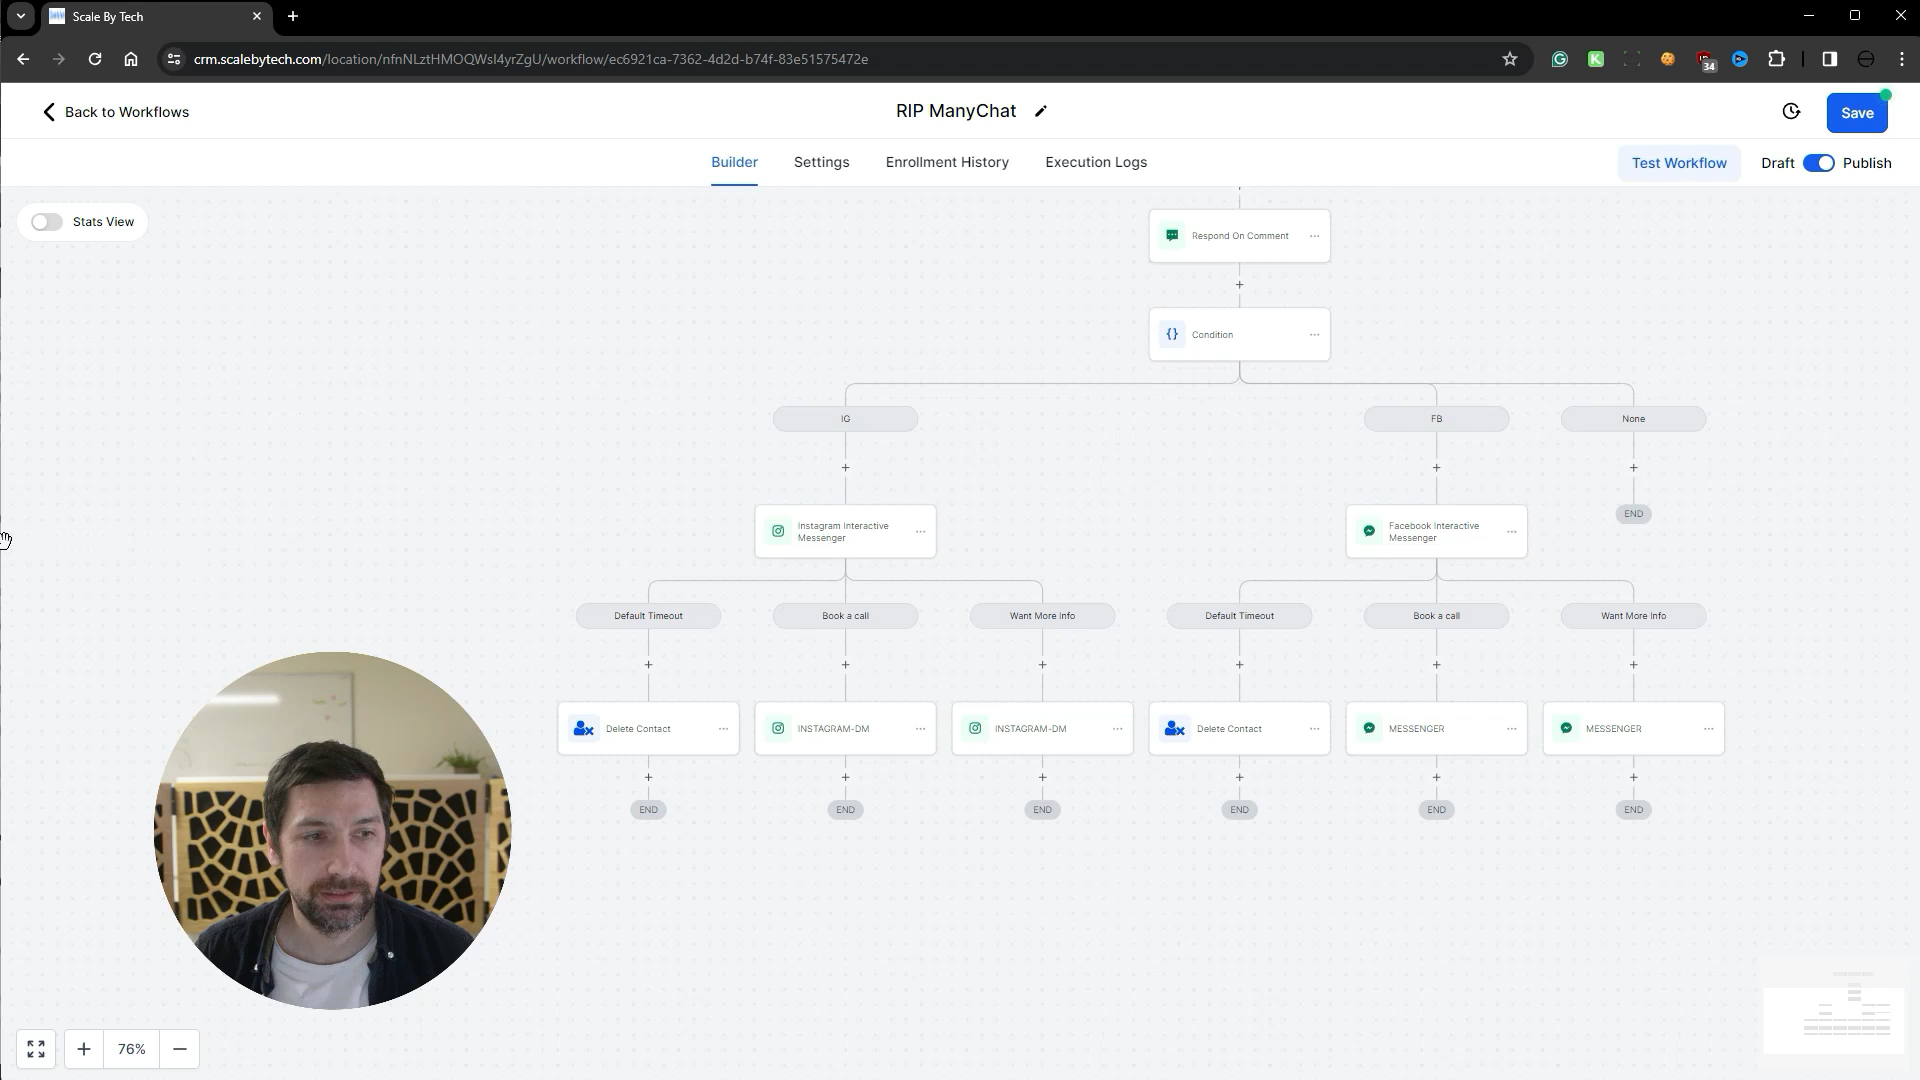 Scale By Tech
crm.scalebytech.com/location/nfnNLztHMOQWsl4yrZgU/workflow/ec6921ca-7362-4d2d-b74f-83e51575472e
34
Back to Workflows
RIP ManyChat
Save
Builder
Settings
Enrollment History
Execution Logs
Test Workflow
Draft
Publish
Stats View
Respond On Comment
Condition
IG
FB
None
Instagram Interactive
Messenger
Facebook Interactive
Messenger
END
Default Timeout
Book a call
Want More Info
Default Timeout
Book a call
Want More Info
Delete Contact
INSTAGRAM-DM
INSTAGRAM-DM
Delete Contact
MESSENGER
MESSENGER
END
END
END
END
END
END
76%